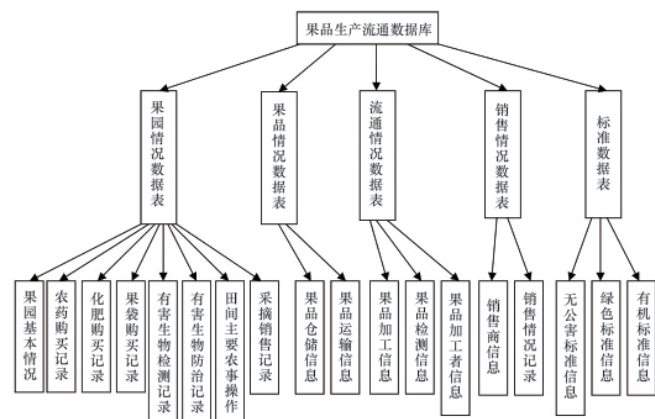 果品生产流通数据库
果园情况数据表
果品情况数据表
流通情况数据表
销售情况数据表
标准数据表
果园基本情况
农药购买记录
化肥购买记录
果袋购买记录
有害生物检测记录
有害生物防治记录
田间主要农事操作
采摘销售记录
果品仓储信息
果品运输信息
果品加工信息
果品检测信息
果品加工者信息
销售商信息
销售情况记录
无公害标准信息
绿色标准信息
有机标准信息